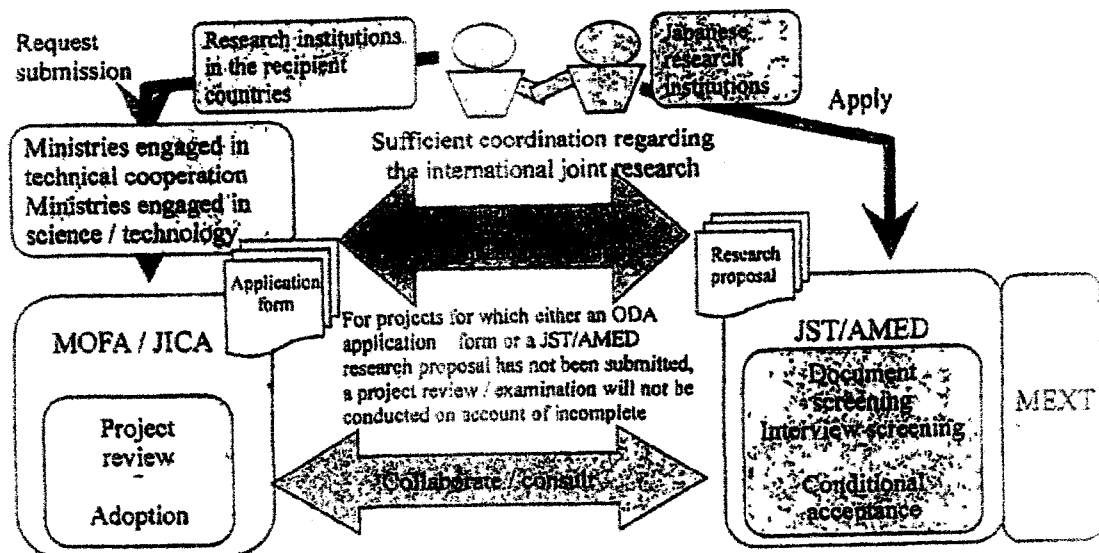 Request
submission
Research institutions
in the recipient
countries
Japanese
research
institutions
Apply
Ministries engaged in
technical cooperation
Ministries engaged in
science / technology
Sufficient coordination regarding
the international joint research
Application
form
Research
proposal
MOFA / JICA
Project
review
Adoption
For projects for which either an ODA
application form or a JST/AMED
research proposal has not been submitted,
a project review / examination will not be
conducted on account of incomplete
Collaborate / consult
JST/AMED
Document
screening
Interview screening
Conditional
acceptance
MEXT